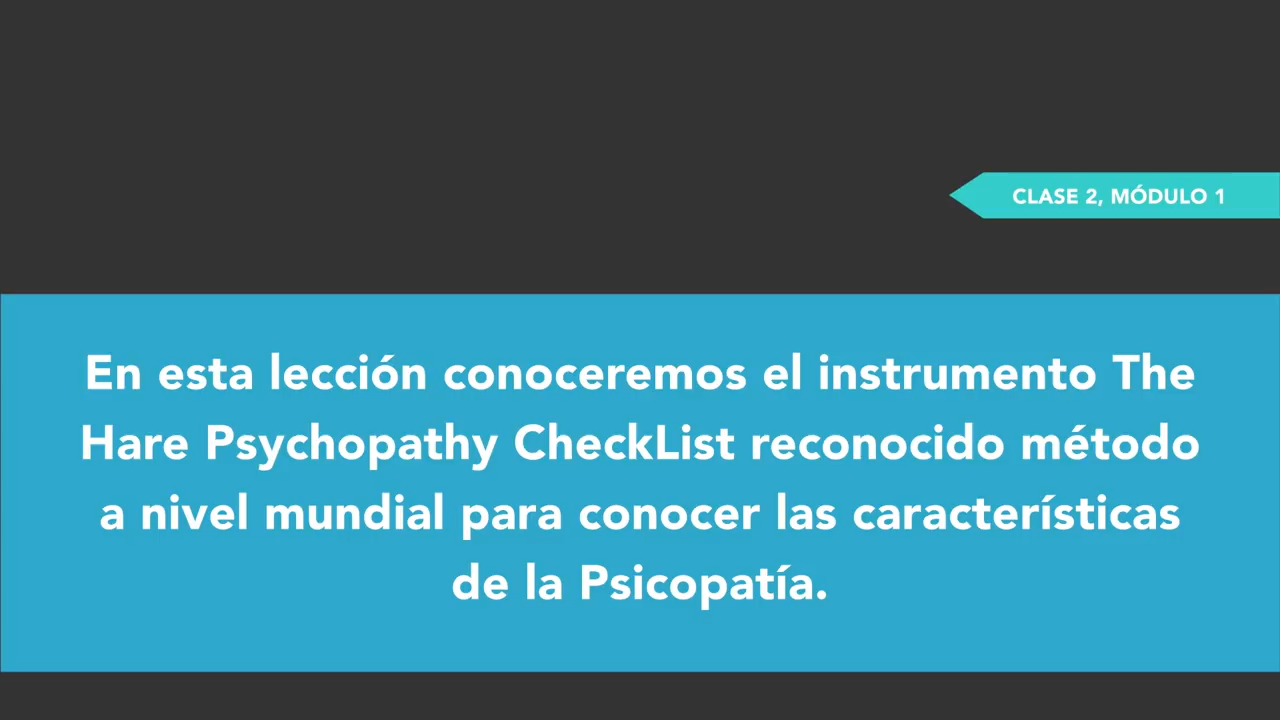 CLASE 2, MÓDULO 1
En esta lección conoceremos el instrumento The
Hare Psychopathy CheckList reconocido método
a nivel mundial para conocer las características
de la Psicopatía.